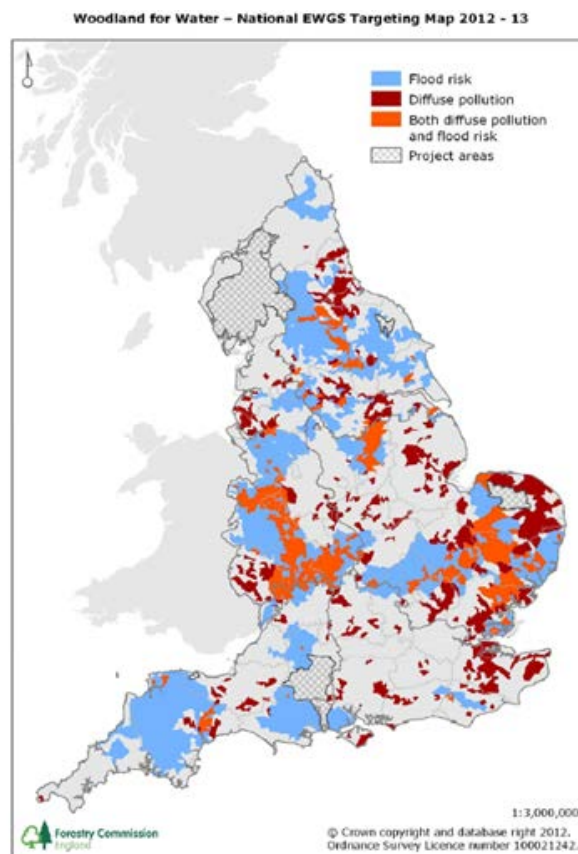 Woodland for Water – National EWGS Targeting Map 2012 - 13
Flood risk
Diffuse pollution
Both diffuse pollution
and flood risk
Project areas
1:3,000,000
Forestry Commission
England
© Crown copyright and database right 2012.
Ordnance Survey Licence number 100021242.